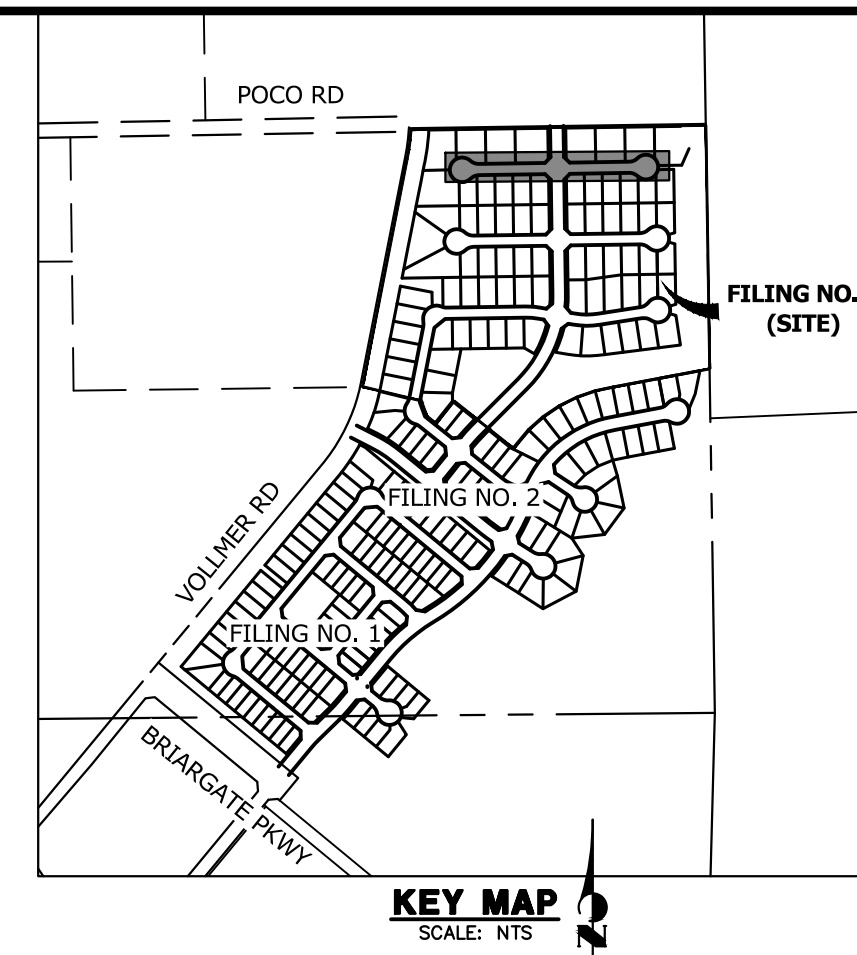 POCO RD
FILING NO.
(SITE)
FILING NO. 2
VOLLMER RD
FILING NO. 1
BRIARGATE PKWY
KEY MAP
SCALE: NTS
N